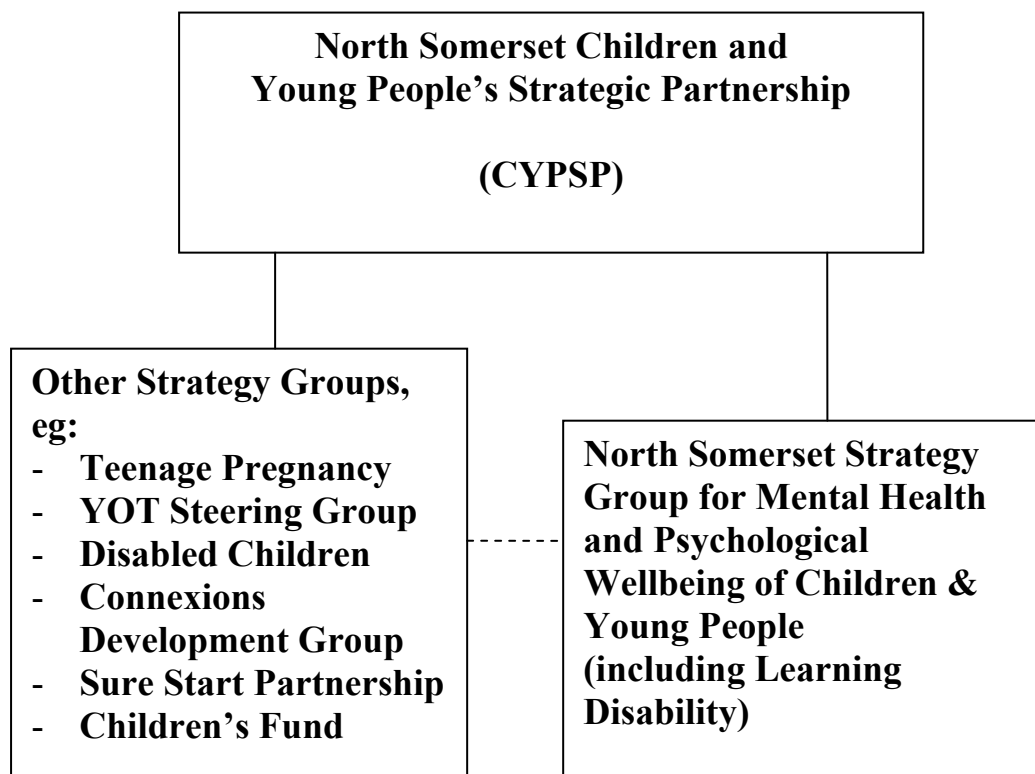 North Somerset Children and
Young People’s Strategic Partnership
(CYPSP)
Other Strategy Groups,
eg:
- Teenage Pregnancy
- YOT Steering Group
- Disabled Children
- Connexions
Development Group
- Sure Start Partnership
- Children’s Fund
North Somerset Strategy
Group for Mental Health
and Psychological
Wellbeing of Children &
Young People
(including Learning
Disability)